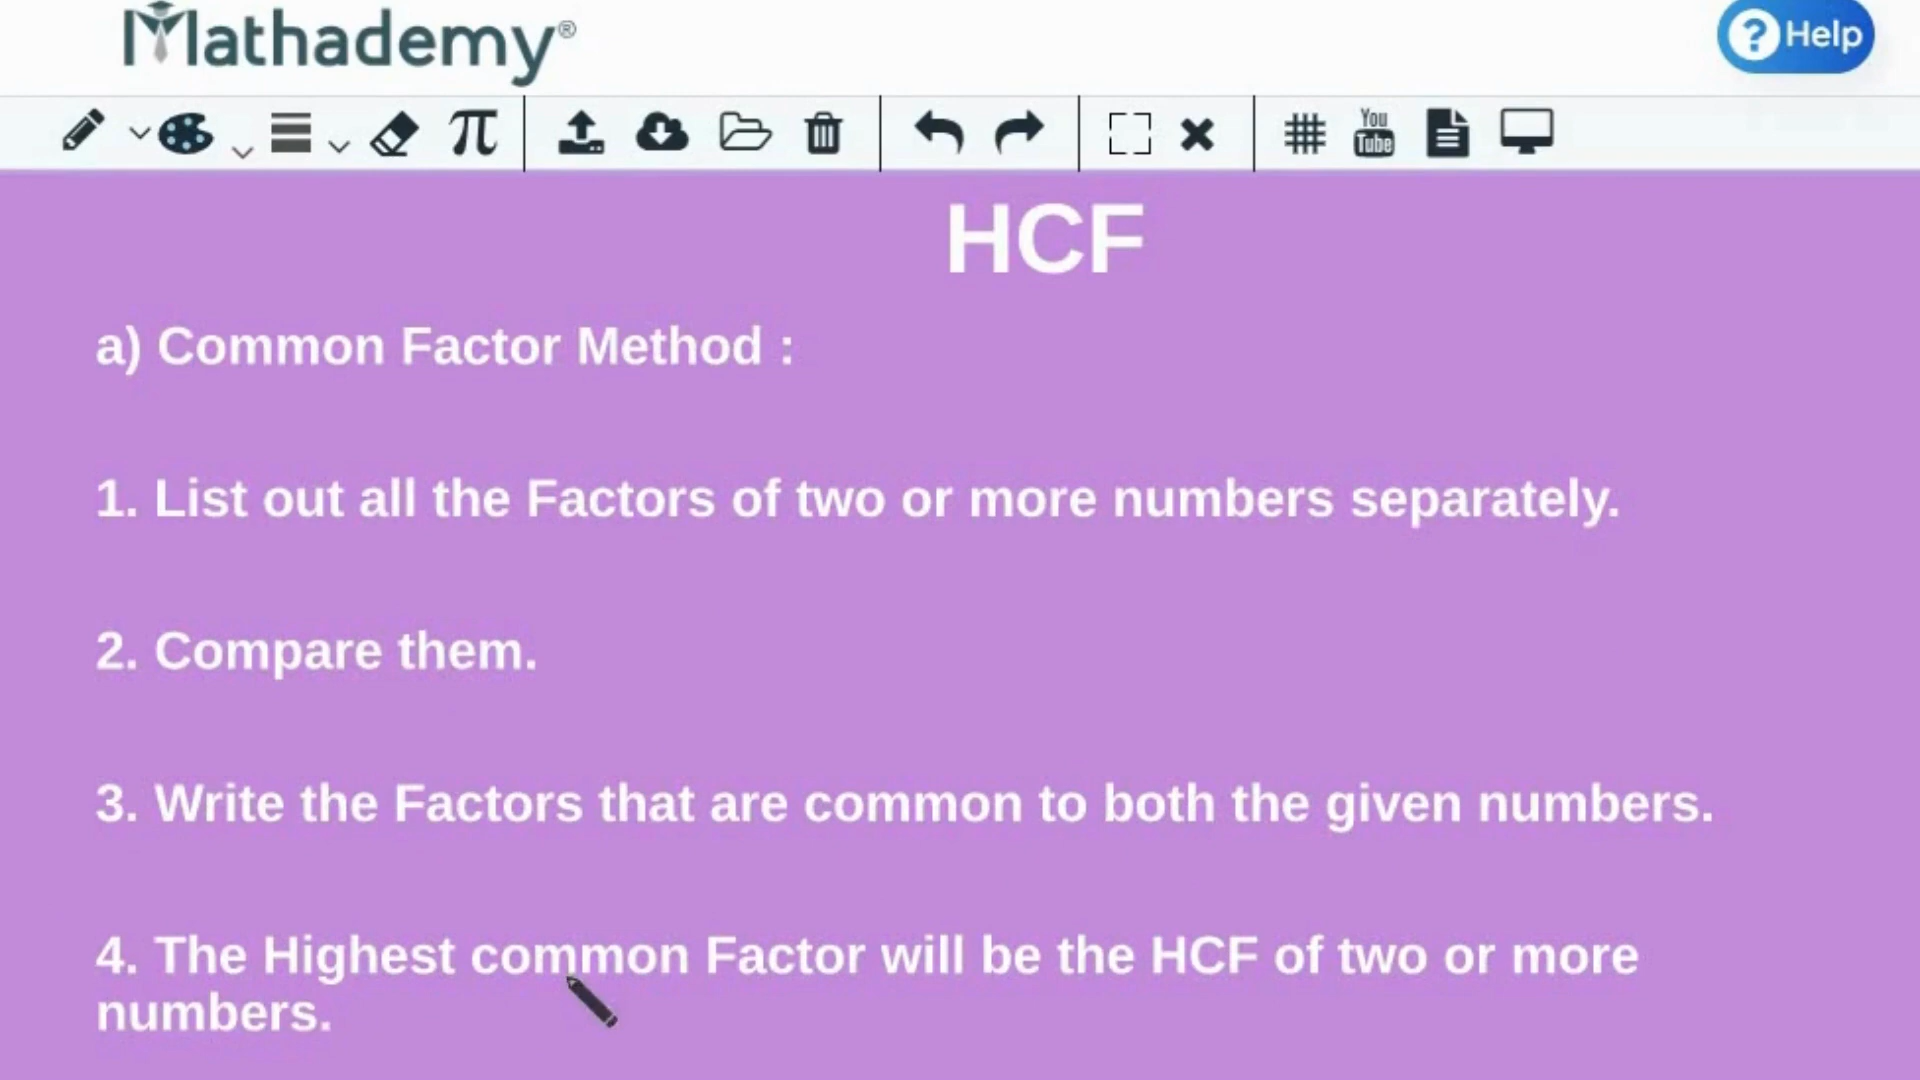 Mathademy®
Help
π
You
Tube
HCF
a) Common Factor Method :
1. List out all the Factors of two or more numbers separately.
2. Compare them.
3. Write the Factors that are common to both the given numbers.
4. The Highest common Factor will be the HCF of two or more
numbers.